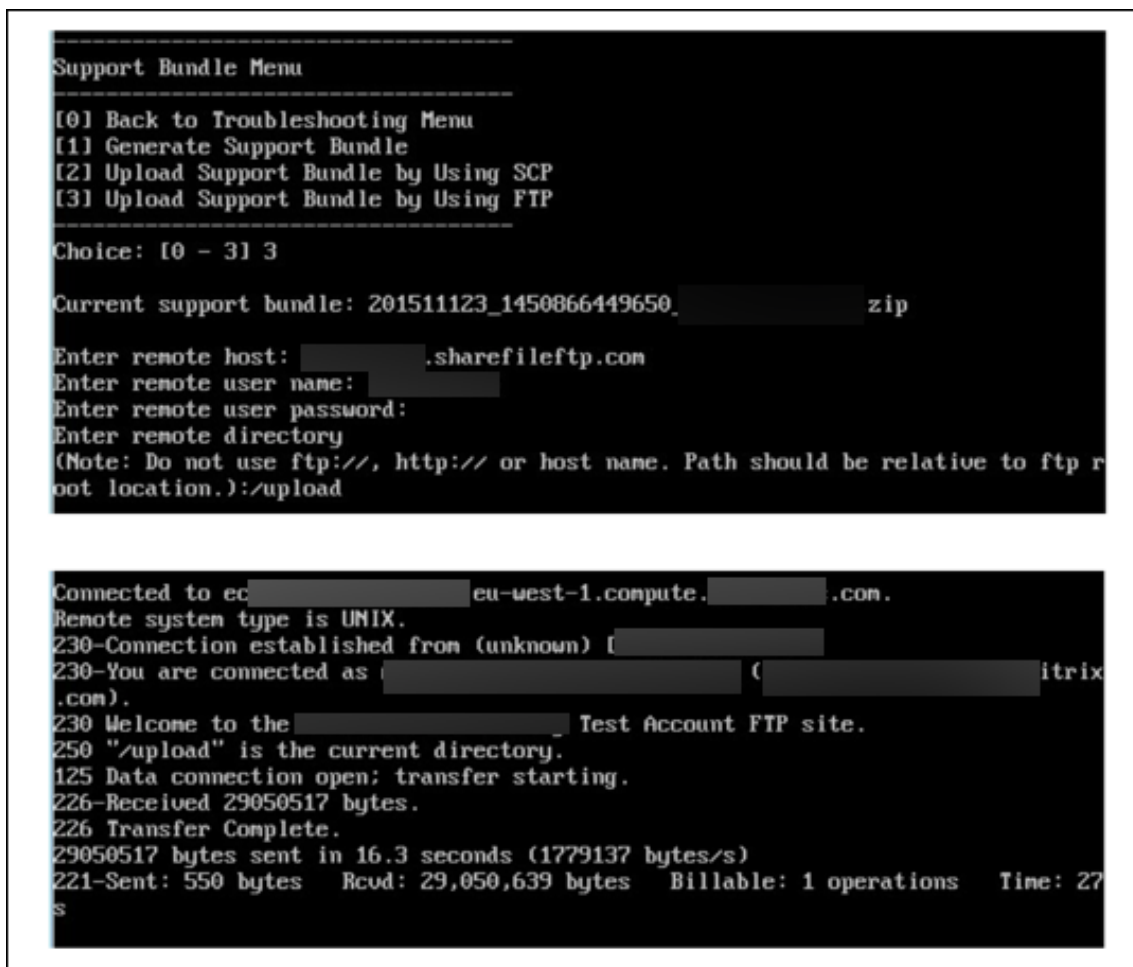 Support Bundle Menu
[0] Back to Troubleshooting Menu
[1] Generate Support Bundle
[2] Upload Support Bundle by Using SCP
[3] Upload Support Bundle by Using FTP
Choice: [0 - 3] 3
Current support bundle: 201511123_1450866449650_ zip
Enter remote host: .sharefileftp.com
Enter remote user name:
Enter remote user password:
Enter remote directory
(Note: Do not use ftp://, http:// or host name. Path should be relative to ftp r
oot location.):/upload
Connected to ec eu-west-1.compute. .com.
Remote system type is UNIX.
230-Connection established from (unknown) [
230-You are connected as ( itrix
.com).
230 Welcome to the Test Account FTP site.
250 "/upload" is the current directory.
125 Data connection open; transfer starting.
226-Received 29050517 bytes.
226 Transfer Complete.
29050517 bytes sent in 16.3 seconds (1779137 bytes/s)
221-Sent: 550 bytes Rcvd: 29,050,639 bytes Billable: 1 operations Time: 27
s